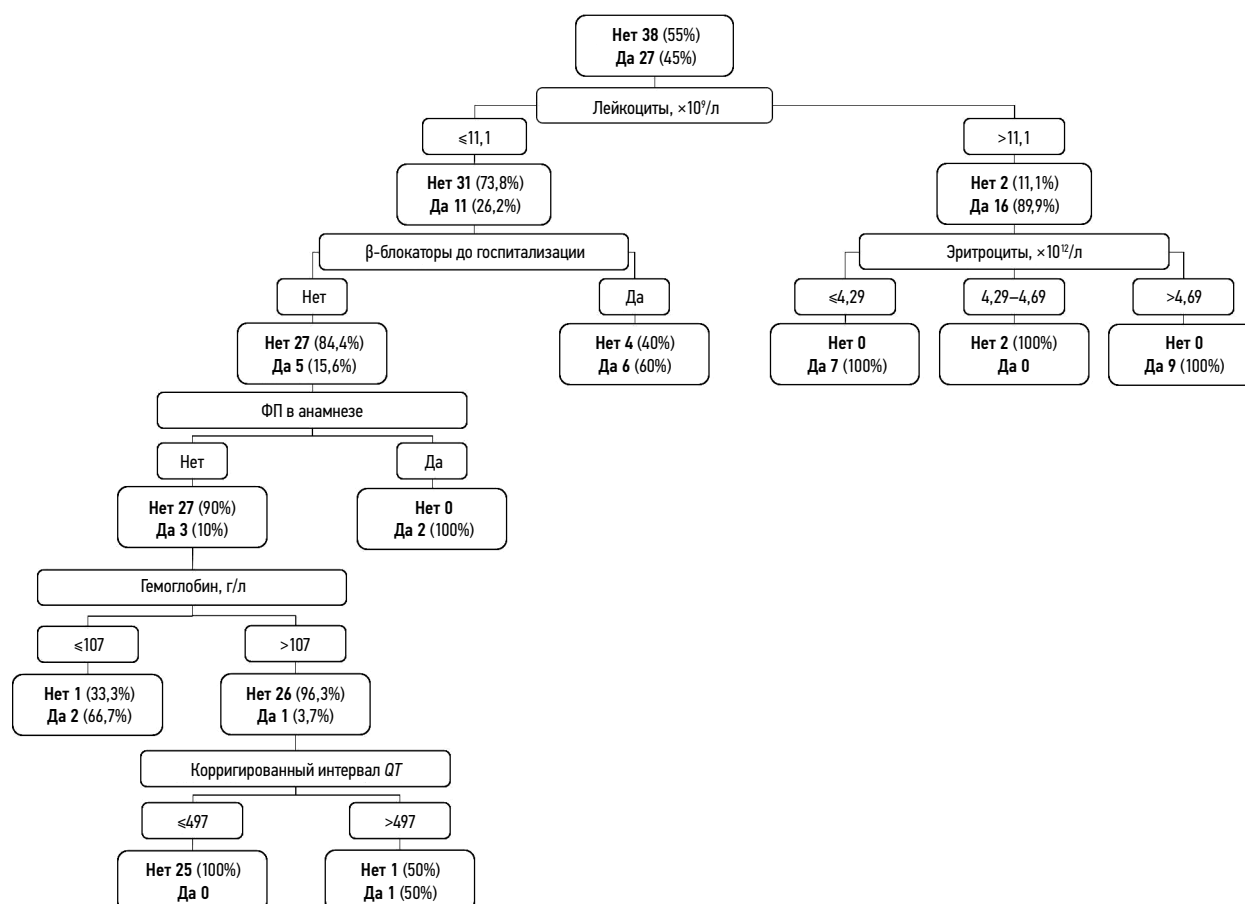 Нет 38 (55%)
Да 27 (45%)
Лейкоциты, ×10⁹/л
⩽11,1
>11,1
Нет 31 (73,8%)
Да 11 (26,2%)
Нет 2 (11,1%)
Да 16 (89,9%)
β-блокаторы до госпитализации
Эритроциты, ×10¹²/л
Нет
Да
≤4,29
4,29–4,69
>4,69
Нет 27 (84,4%)
Да 5 (15,6%)
Нет 4 (40%)
Да 6 (60%)
Нет 0
Да 7 (100%)
Нет 2 (100%)
Да 0
Нет 0
Да 9 (100%)
ФП в анамнезе
Нет
Да
Нет 27 (90%)
Да 3 (10%)
Нет 0
Да 2 (100%)
Гемоглобин, г/л
⩽107
>107
Нет 1 (33,3%)
Да 2 (66,7%)
Нет 26 (96,3%)
Да 1 (3,7%)
Корригированный интервал QT
⩽497
>497
Нет 25 (100%)
Да 0
Нет 1 (50%)
Да 1 (50%)